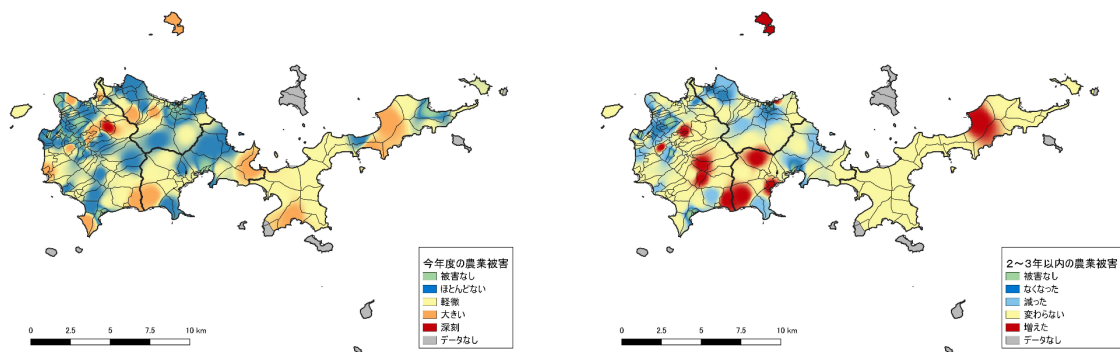 今年度の農業被害
被害なし
ほとんどない
軽微
大きい
深刻
データなし
0 2.5 5 7.5 10 km
2～3年以内の農業被害
被害なし
なくなった
減った
変わらない
増えた
データなし
0 2.5 5 7.5 10 km